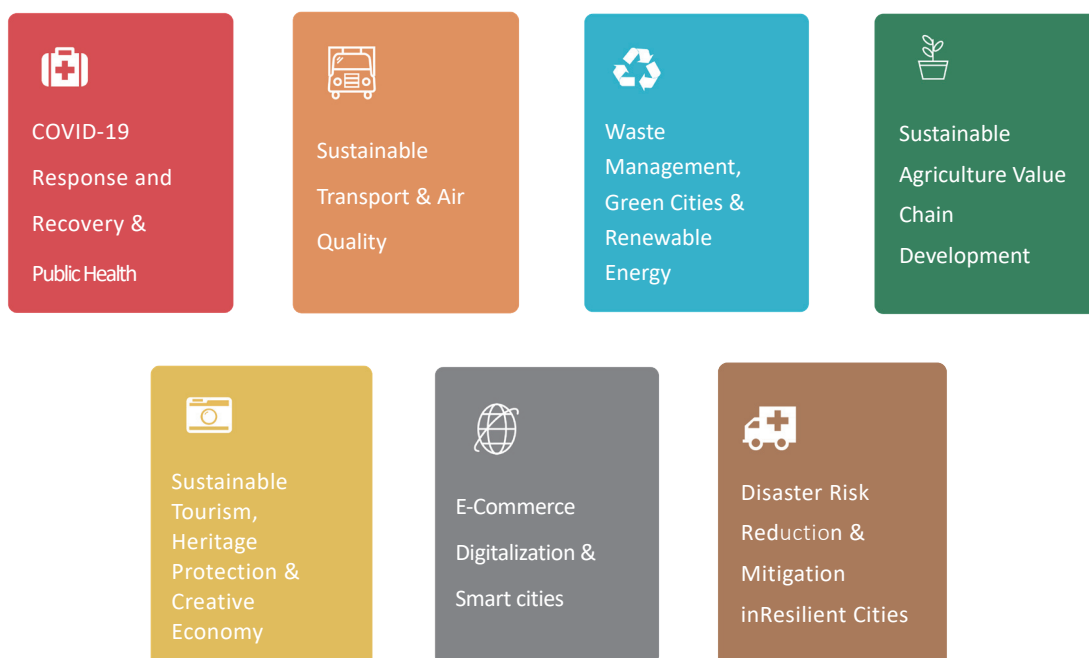 COVID-19
Response and
Recovery &
Public Health
Sustainable
Transport & Air
Quality
Waste
Management,
Green Cities &
Renewable
Energy
Sustainable
Agriculture Value
Chain
Development
Sustainable
Tourism,
Heritage
Protection &
Creative
Economy
E-Commerce
Digitalization &
Smart cities
Disaster Risk
Reduction &
Mitigation
inResilient Cities